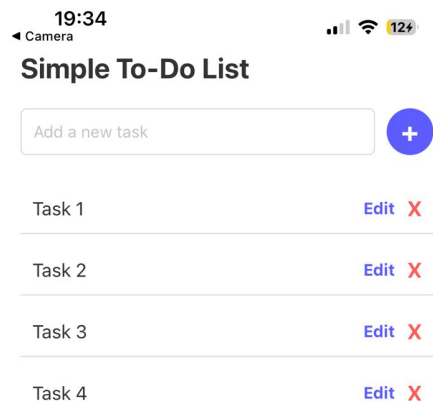 19:34
◀ Camera
12
Simple To-Do List
Add a new task
+
Task 1 Edit X
Task 2 Edit X
Task 3 Edit X
Task 4 Edit X